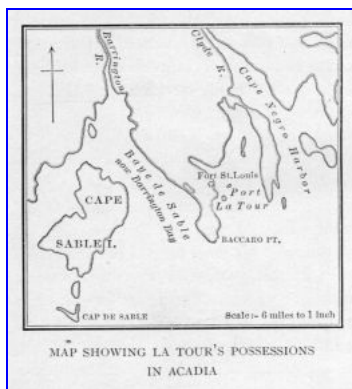 Barrington
R.
Clyde R.
Cape Negro Harbor
Baye de Sable
now Barrington Bay
Fort St. Louis
Port
La Tour
CAPE
SABLE I.
BACCARO PT.
CAP DE SABLE
Scale:- 6 miles to 1 inch
MAP SHOWING LA TOUR'S POSSESSIONS
IN ACADIA